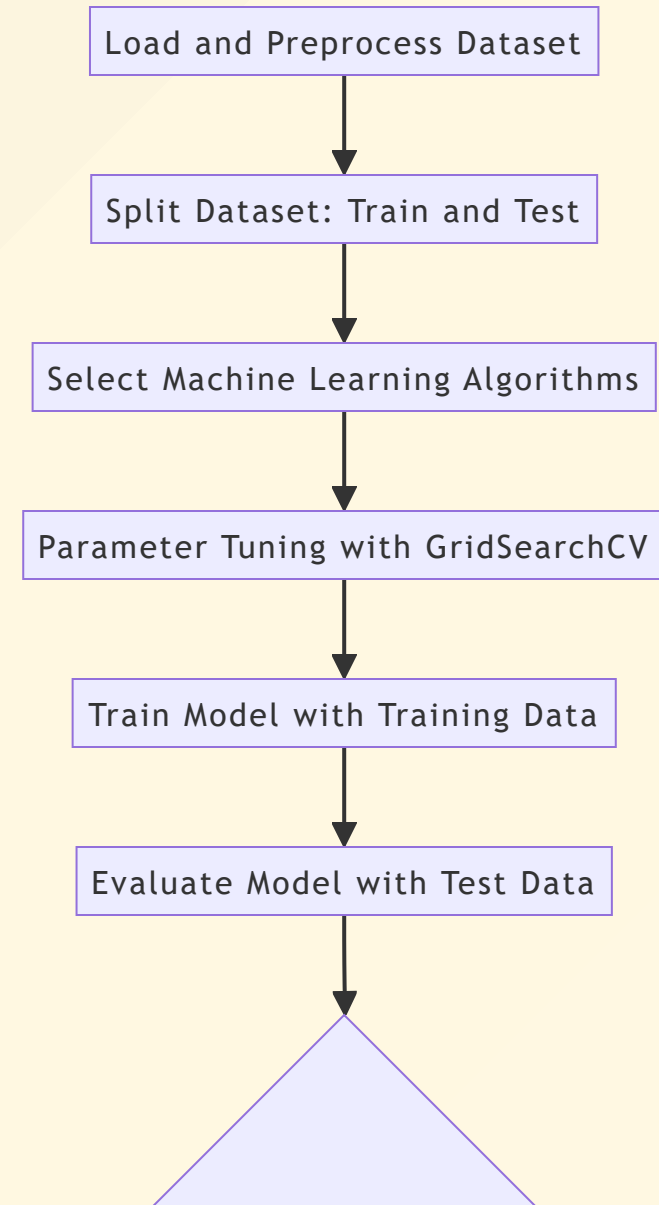 Load and Preprocess Dataset
Split Dataset: Train and Test
Select Machine Learning Algorithms
Parameter Tuning with GridSearchCV
Train Model with Training Data
Evaluate Model with Test Data